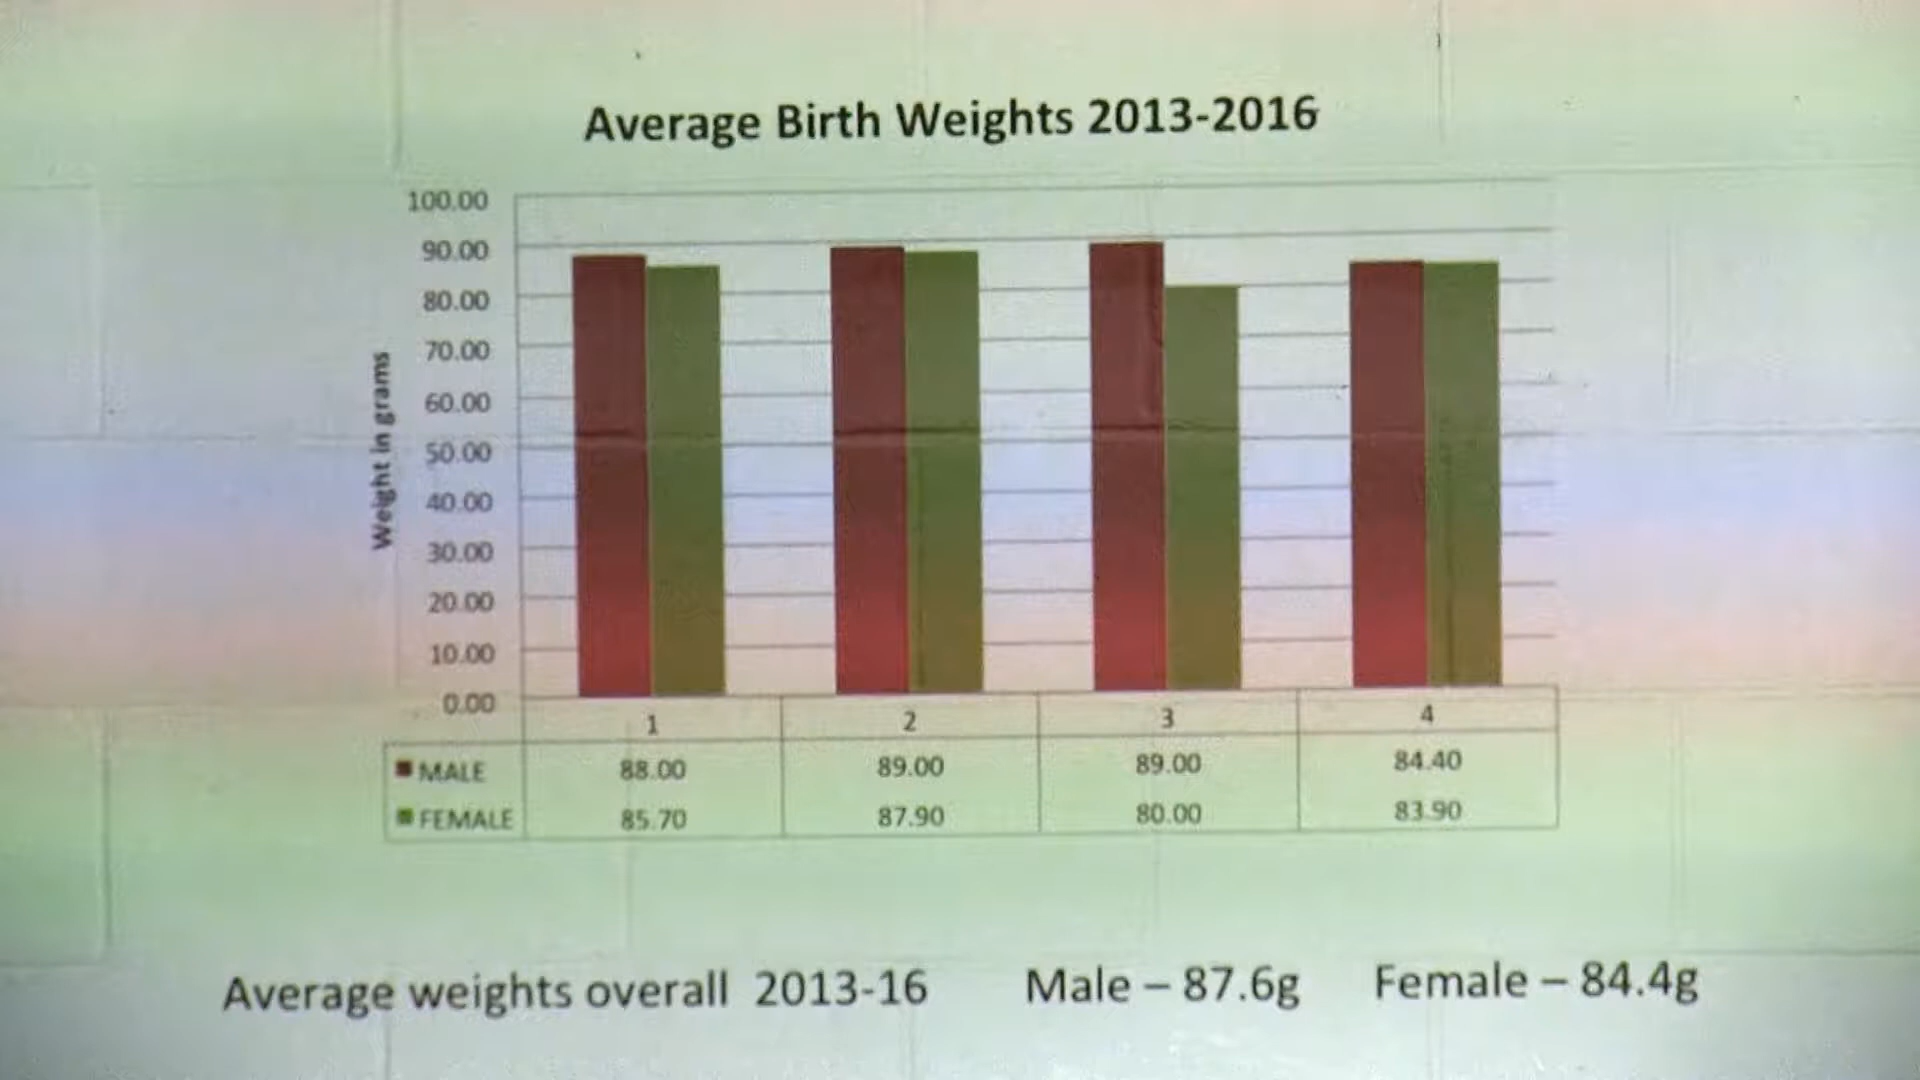 Average Birth Weights 2013-2016
100.00
90.00
80.00
70.00
60.00
50.00
40.00
30.00
20.00
10.00
0.00
Weight in grams
1 2 3 4
MALE 88.00 89.00 89.00 84.40
FEMALE 85.70 87.90 80.00 83.90
Average weights overall 2013-16 Male – 87.6g Female – 84.4g